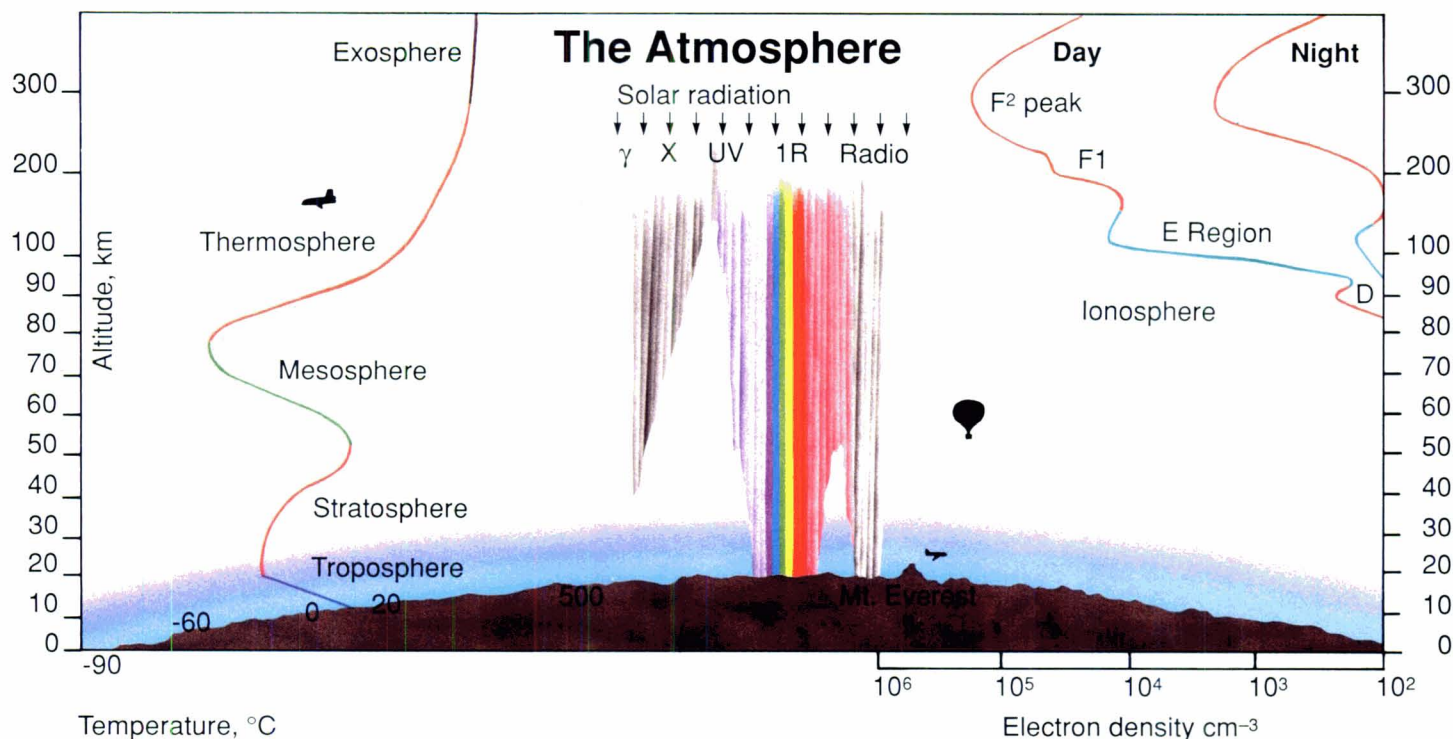 The Atmosphere
Exosphere
Day
Night
Solar radiation
300
F² peak
300
γ X UV 1R Radio
F1
200
200
Thermosphere
E Region
100
100
Altitude, km
90
D
90
Ionosphere
80
80
70
Mesosphere
70
60
60
50
50
40
40
Stratosphere
30
30
20
Troposphere
20
10
-60
0
20
500
Mt. Everest
10
0
0
-90
10⁶ 10⁵ 10⁴ 10³ 10²
Temperature, °C
Electron density cm⁻³